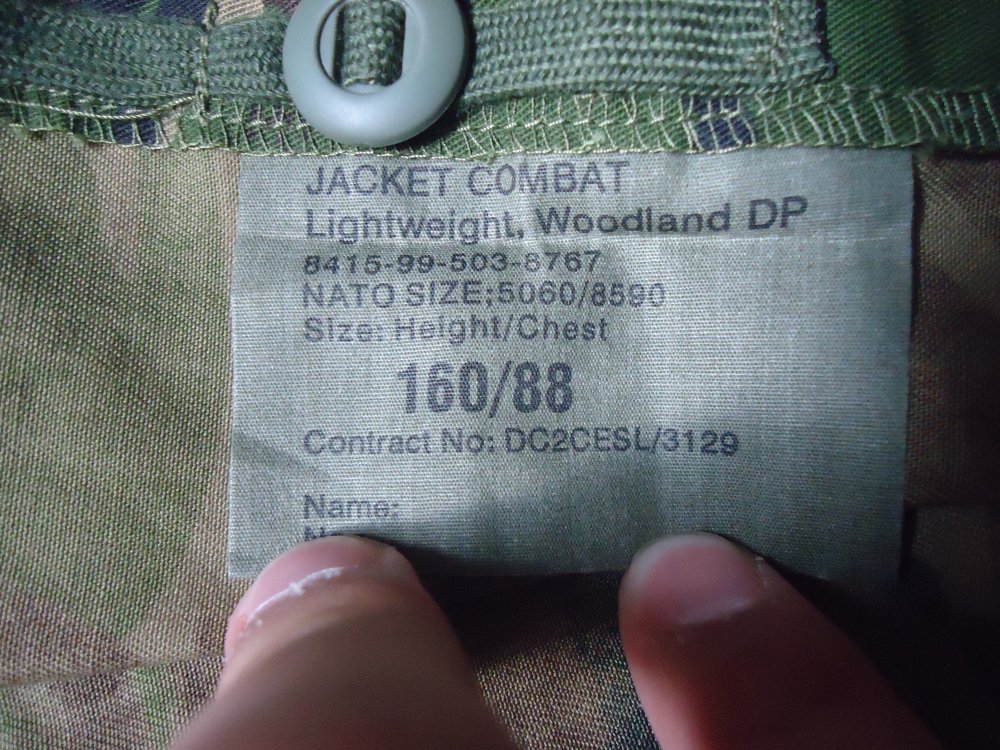 JACKET COMBAT
Lightweight, Woodland DP
8415-99-503-8767
NATO SIZE:5060/8590
Size: Height/Chest
160/88
Contract No: DC2CESL/3129
Name: